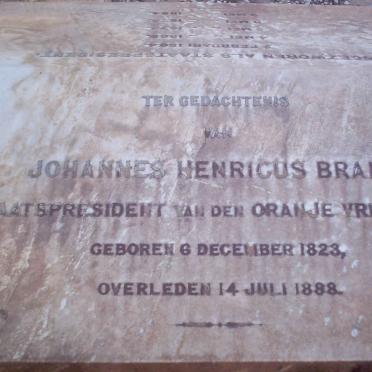 TER GEDACHTENIS
VAN
JOHANNES HENRICUS BRA
AATSPRESIDENT VAN DEN ORANJE VRI
GEBOREN 6 DECEMBER 1823,
OVERLEDEN 14 JULI 1888.